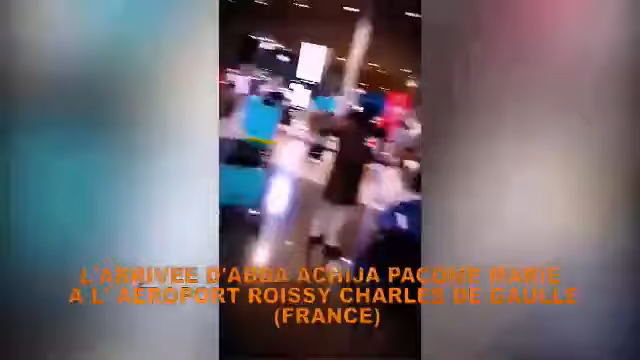 L'ARRIVEE D'ABBA ACHIJA PACOME MARIE
A L' AEROPORT ROISSY CHARLES DE GAULLE
(FRANCE)